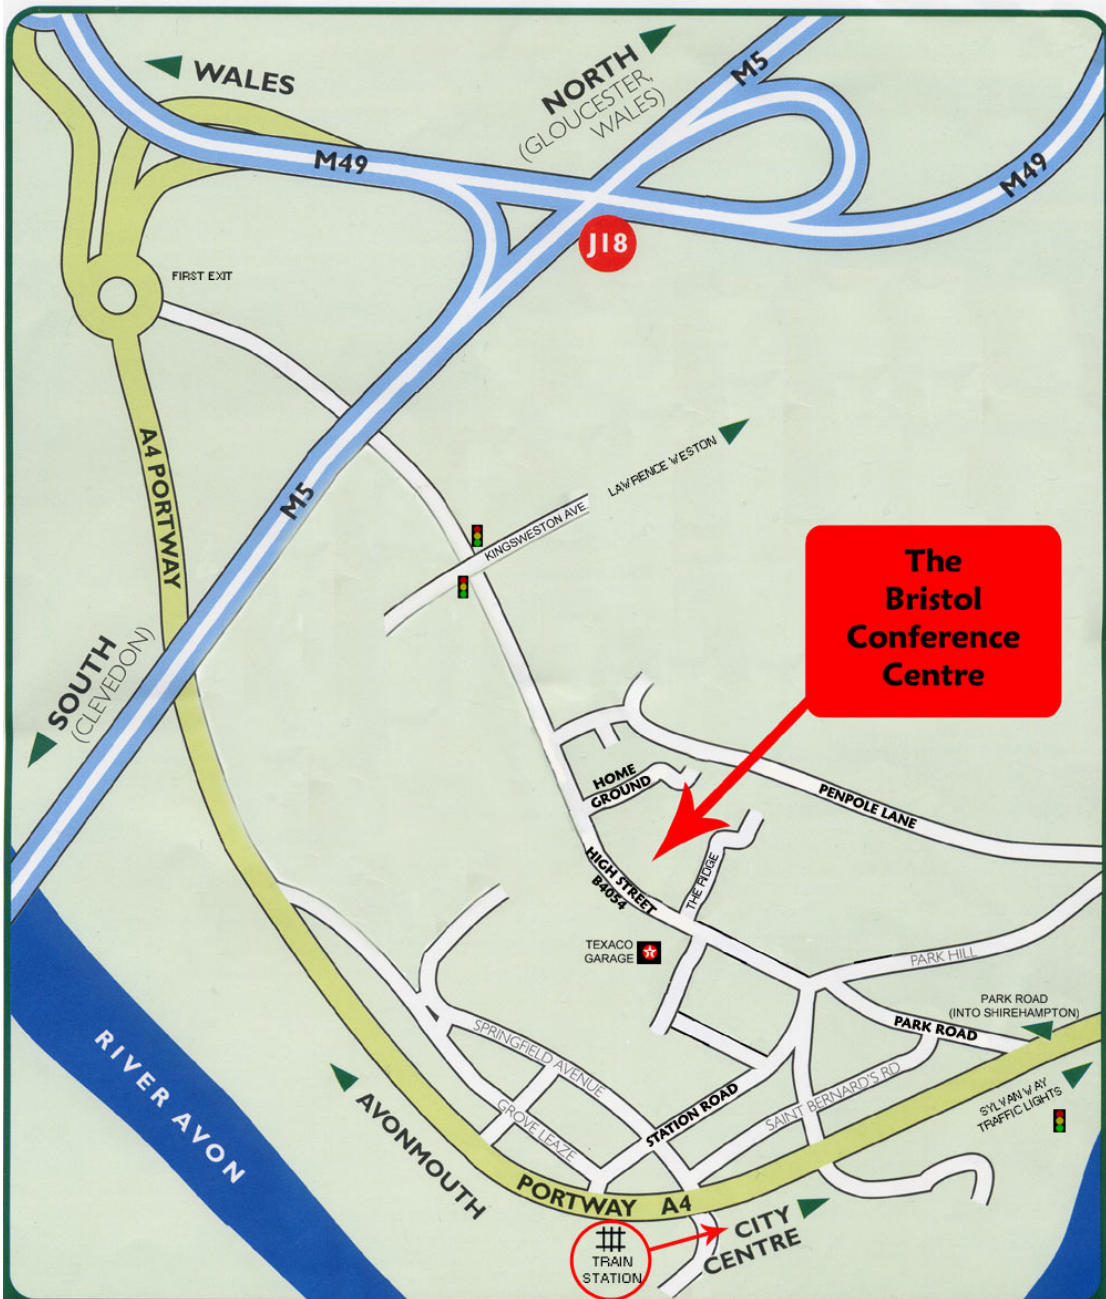 WALES
NORTH
(GLOUCESTER,
WALES)
M5
M49
M49
J18
FIRST EXIT
A4 PORTWAY
M5
LAWRENCE WESTON
KINGSWESTON AVE.
SOUTH
(CLEVEDON)
The
Bristol
Conference
Centre
HOME
GROUND
PENPOLE LANE
HIGH STREET
B4054
THE RIDGE
TEXACO
GARAGE
PARK HILL
PARK ROAD
(INTO SHIREHAMPTON)
PARK ROAD
RIVER AVON
SPRINGFIELD AVENUE
GROVE LEAZE
STATION ROAD
SAINT BERNARD'S RD
SYLVAN WAY
TRAFFIC LIGHTS
AVONMOUTH
PORTWAY A4
CITY
CENTRE
TRAIN
STATION